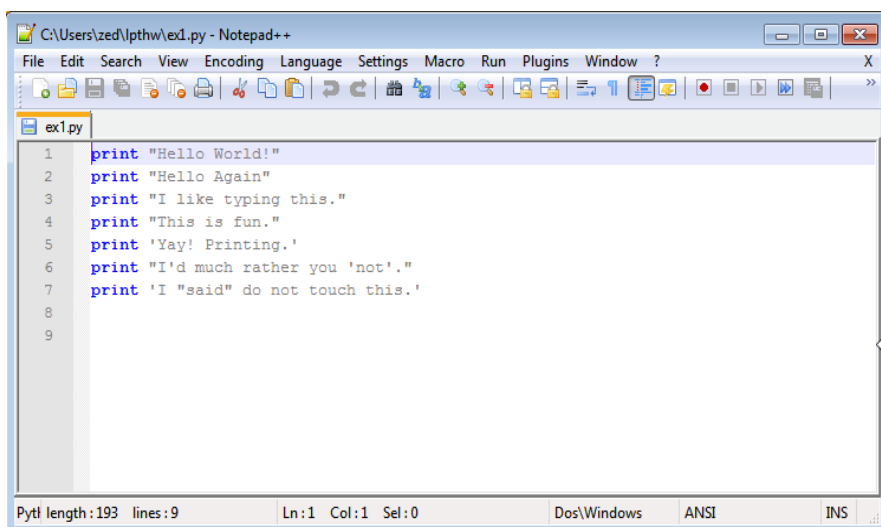 C:\Users\zed\lpthw\ex1.py - Notepad++
File Edit Search View Encoding Language Settings Macro Run Plugins Window ? X
ex1.py
1 print "Hello World!"
2 print "Hello Again"
3 print "I like typing this."
4 print "This is fun."
5 print 'Yay! Printing.'
6 print "I'd much rather you 'not'."
7 print 'I "said" do not touch this.'
8
9
Pyth length : 193 lines : 9 Ln : 1 Col : 1 Sel : 0 Dos\Windows ANSI INS